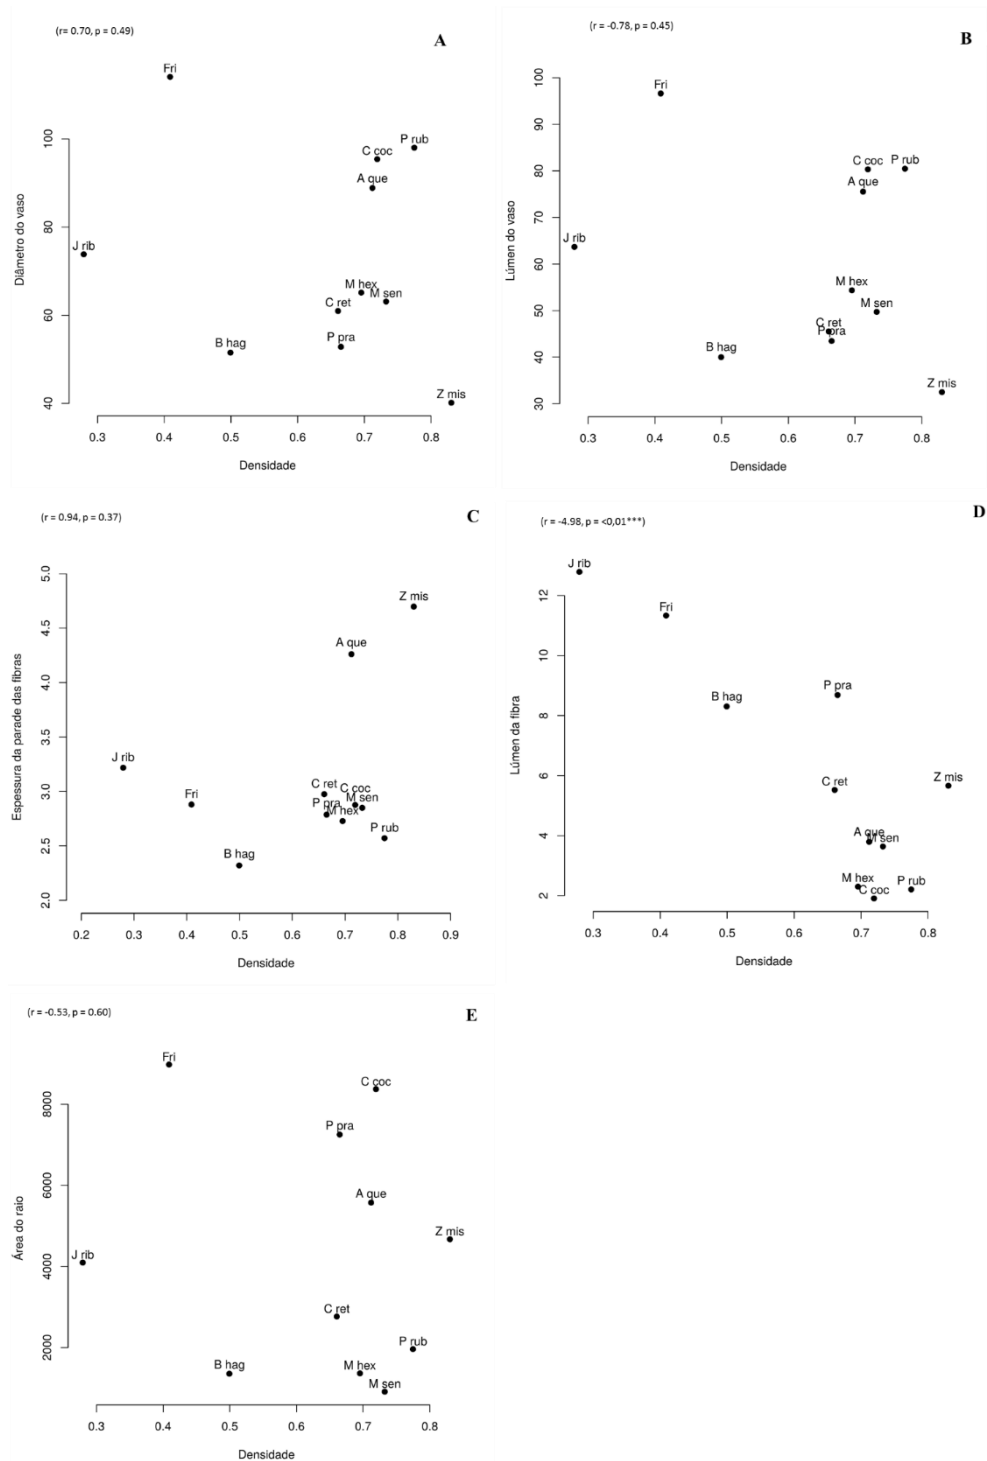 (r= 0.70, p = 0.49)
A
Fri
P rub
C coc
A que
J rib
M hex
M sen
C ret
P pra
B hag
Z mis
40
60
80
100
Diâmetro do vaso
0.3 0.4 0.5 0.6 0.7 0.8
Densidade
(r = -0.78, p = 0.45)
B
Fri
C coc
P rub
A que
J rib
M hex
M sen
C ret
P pra
B hag
Z mis
30
40
50
60
70
80
90
100
Lúmen do vaso
0.3 0.4 0.5 0.6 0.7 0.8
Densidade
(r = 0.94, p = 0.37)
C
Z mis
A que
J rib
C ret
C coc
Fri
M sen
P pra
M hex
P rub
B hag
2.0
2.5
3.0
3.5
4.0
4.5
5.0
Espessura da parade das fibras
0.2 0.3 0.4 0.5 0.6 0.7 0.8 0.9
Densidade
(r = -4.98, p = <0,01***)
D
J rib
Fri
P pra
B hag
C ret
Z mis
A que
M sen
M hex
P rub
C coc
2
4
6
8
10
12
Lúmen da fibra
0.3 0.4 0.5 0.6 0.7 0.8
Densidade
(r = -0.53, p = 0.60)
E
Fri
C coc
P pra
A que
Z mis
J rib
C ret
P rub
B hag
M hex
M sen
2000
4000
6000
8000
Área do raio
0.3 0.4 0.5 0.6 0.7 0.8
Densidade